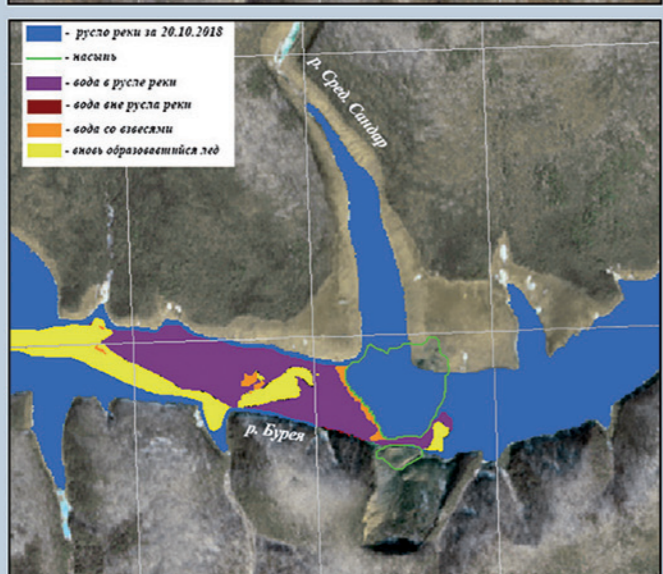 - русло реки за 20.10.2018
- насыпь
- вода в русле реки
- вода вне русла реки
- вода со взвесями
- вновь образовавшийся лед
р. Сред. Сандар
р. Бурея